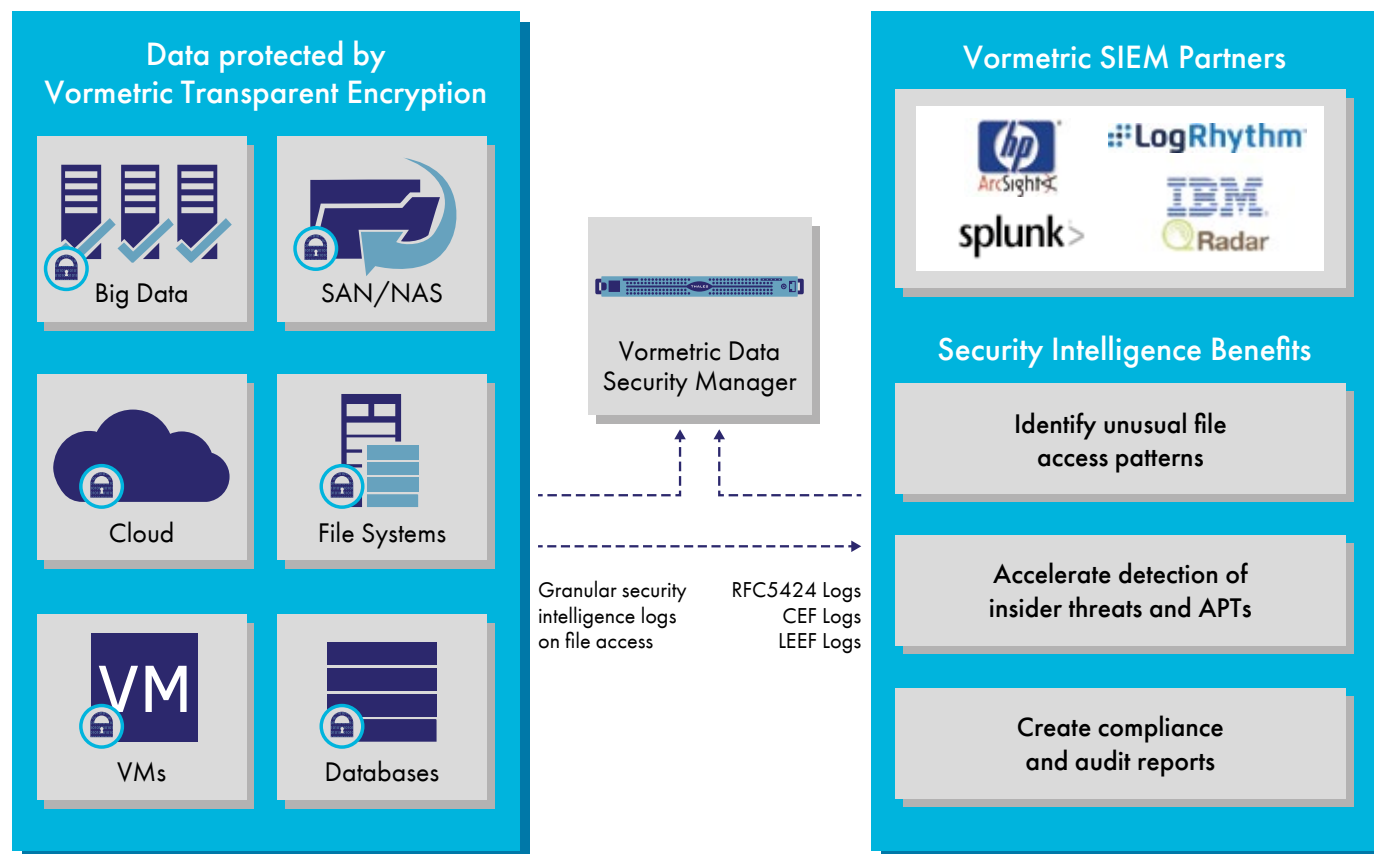 Data protected by
Vormetric Transparent Encryption
Big Data
SAN/NAS
Cloud
File Systems
VM
VMs
Databases
THALES
Vormetric Data
Security Manager
Granular security
intelligence logs
on file access
RFC5424 Logs
CEF Logs
LEEF Logs
Vormetric SIEM Partners
hp
ArcSight
LogRhythm
splunk>
IBM
QRadar
Security Intelligence Benefits
Identify unusual file
access patterns
Accelerate detection of
insider threats and APTs
Create compliance
and audit reports